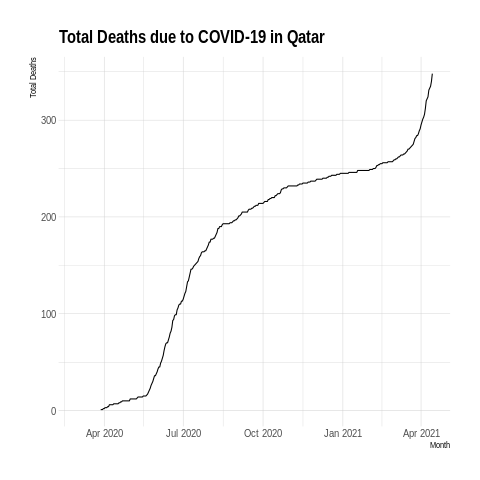 Total Deaths due to COVID-19 in Qatar
Total Deaths
300
200
100
0
Apr 2020 Jul 2020 Oct 2020 Jan 2021 Apr 2021
Month